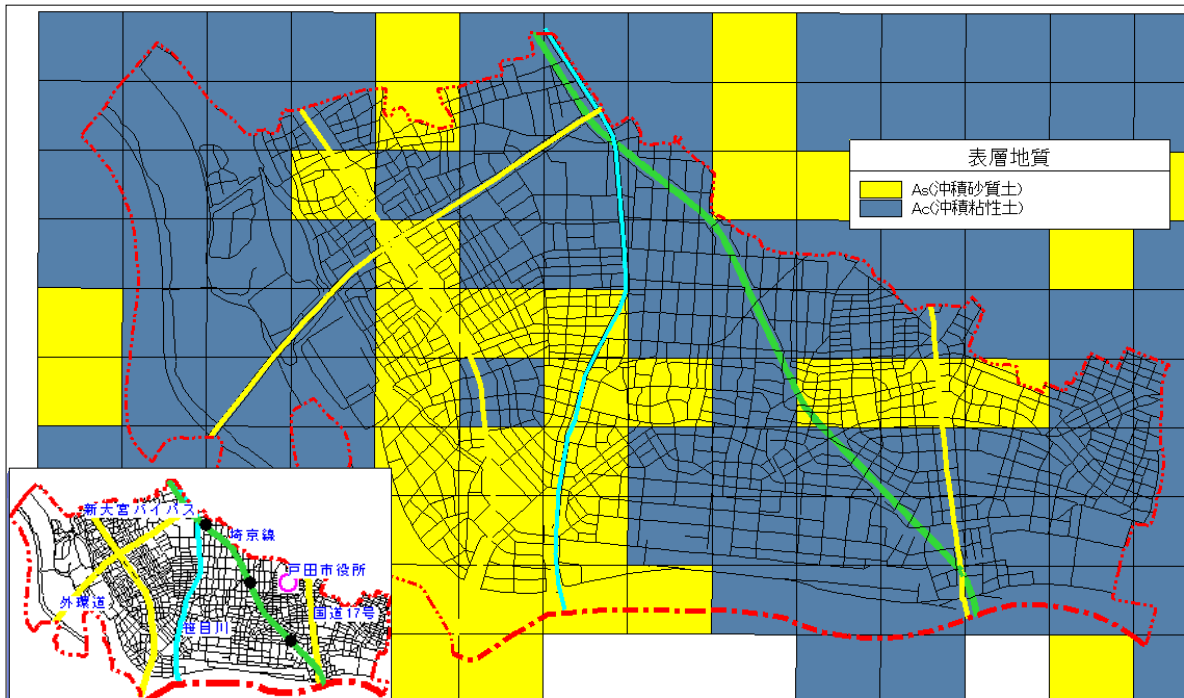 表層地質
As(沖積砂質土)
Ac(沖積粘性土)
新大宮バイパス
埼京線
戸田市役所
外環道
国道17号
笹目川